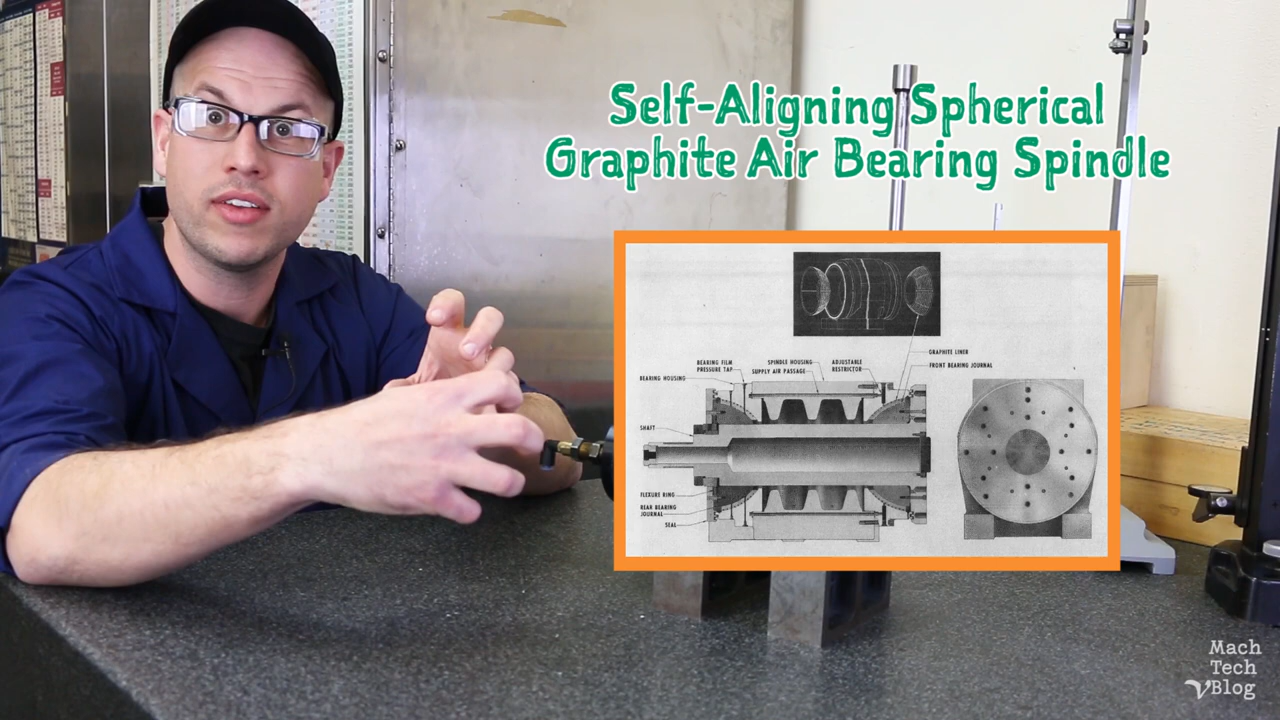 Self-Aligning Spherical
Graphite Air Bearing Spindle
GRAPHITE LINER
FRONT BEARING JOURNAL
BEARING FILM
PRESSURE TAP
SPINDLE HOUSING
SUPPLY AIR PASSAGE
ADJUSTABLE
RESTRICTOR
BEARING HOUSING
SHAFT
FLEXURE RING
REAR BEARING
JOURNAL
SEAL
Mach
Tech
VBlog